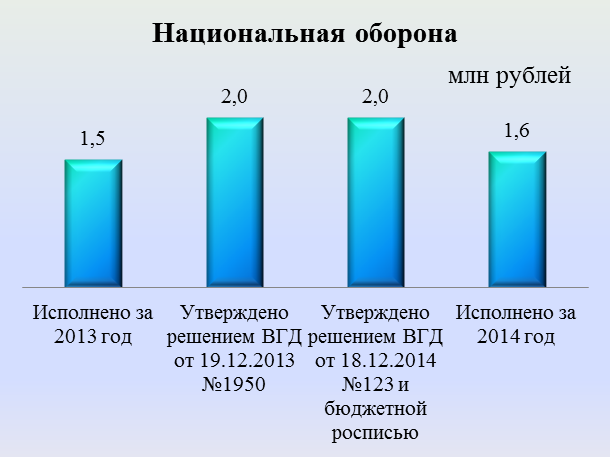 Национальная оборона
млн рублей
1,5
2,0
2,0
1,6
Исполнено за
2013 год
Утверждено
решением ВГД
от 19.12.2013
№1950
Утверждено
решением ВГД
от 18.12.2014
№123 и
бюджетной
росписью
Исполнено за
2014 год